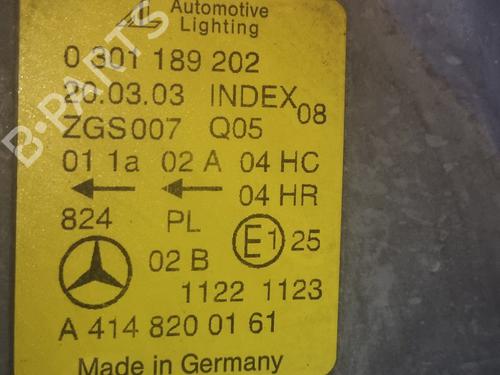 Automotive
Lighting
0 301 189 202
20.03.03 INDEX 08
ZGS007 Q05
01 1a 02 A 04 HC
04 HR
824 PL E1 25
02 B
1122 1123
A 414 820 01 61
Made in Germany
B-PARTS